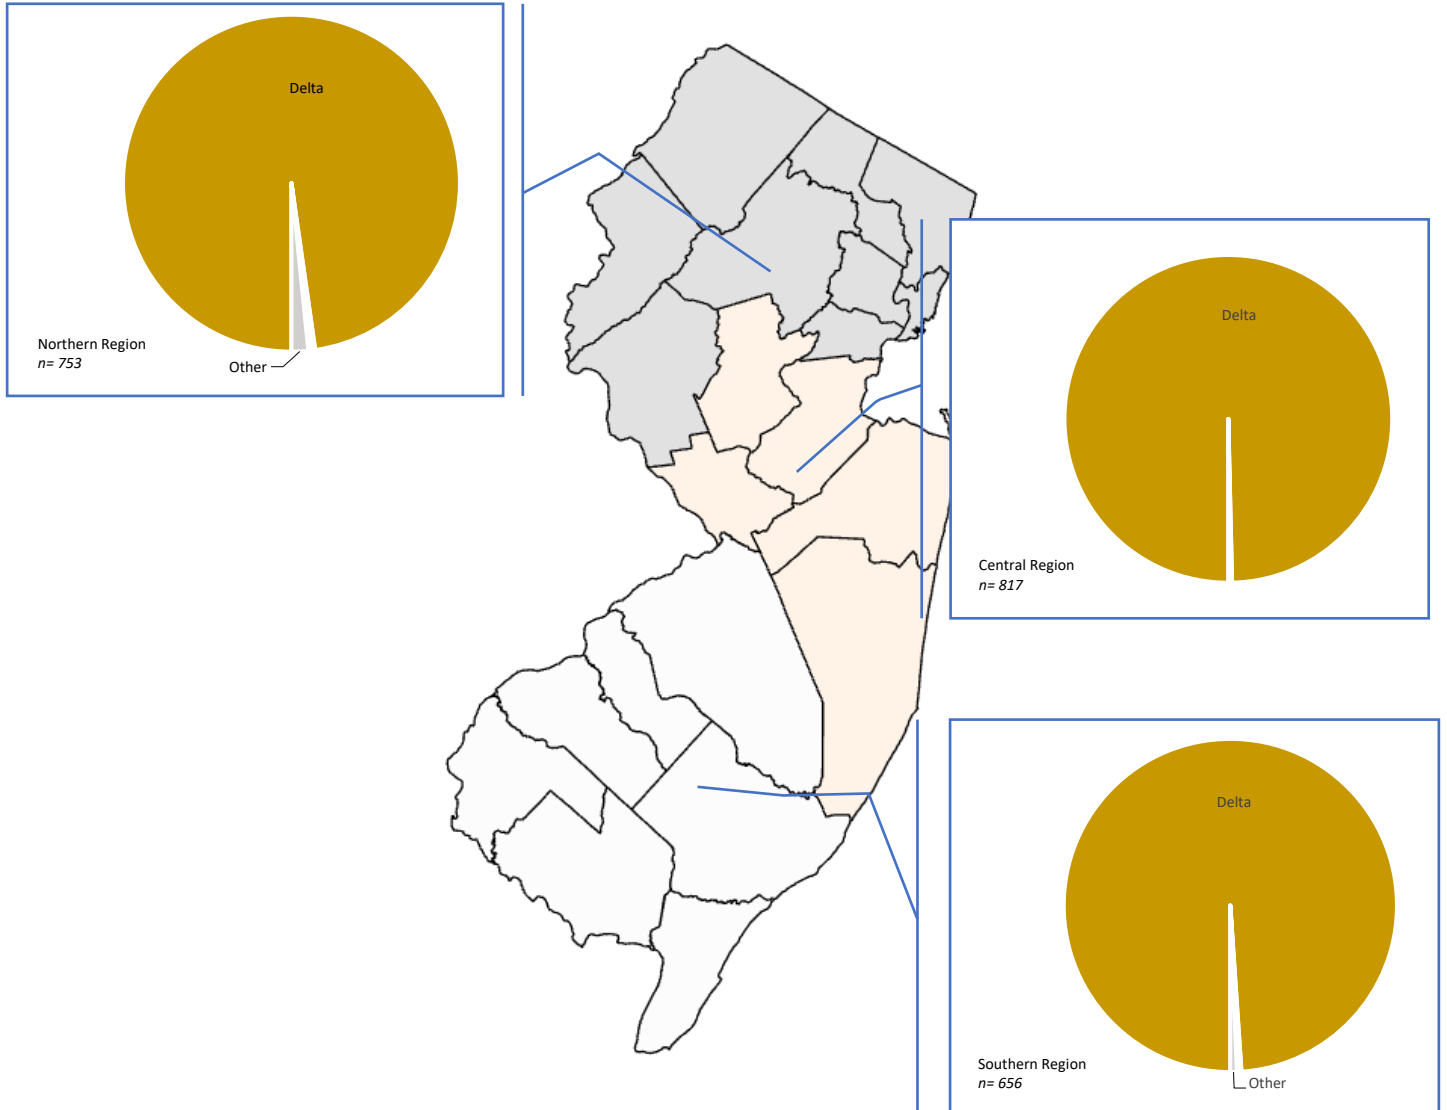 Delta
Northern Region
n= 753
Other
Delta
Central Region
n= 817
Delta
Southern Region
n= 656
Other